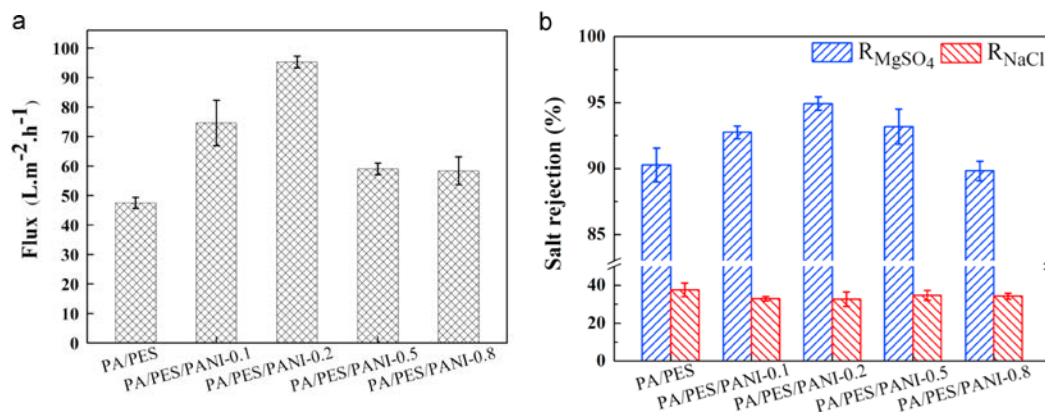 a
Flux (L.m⁻².h⁻¹)
100
90
80
70
60
50
40
30
20
10
0
PA/PES
PA/PES/PANI-0.1
PA/PES/PANI-0.2
PA/PES/PANI-0.5
PA/PES/PANI-0.8
b
Salt rejection (%)
100
95
90
85
40
20
0
R_MgSO₄
R_NaCl
PA/PES
PA/PES/PANI-0.1
PA/PES/PANI-0.2
PA/PES/PANI-0.5
PA/PES/PANI-0.8